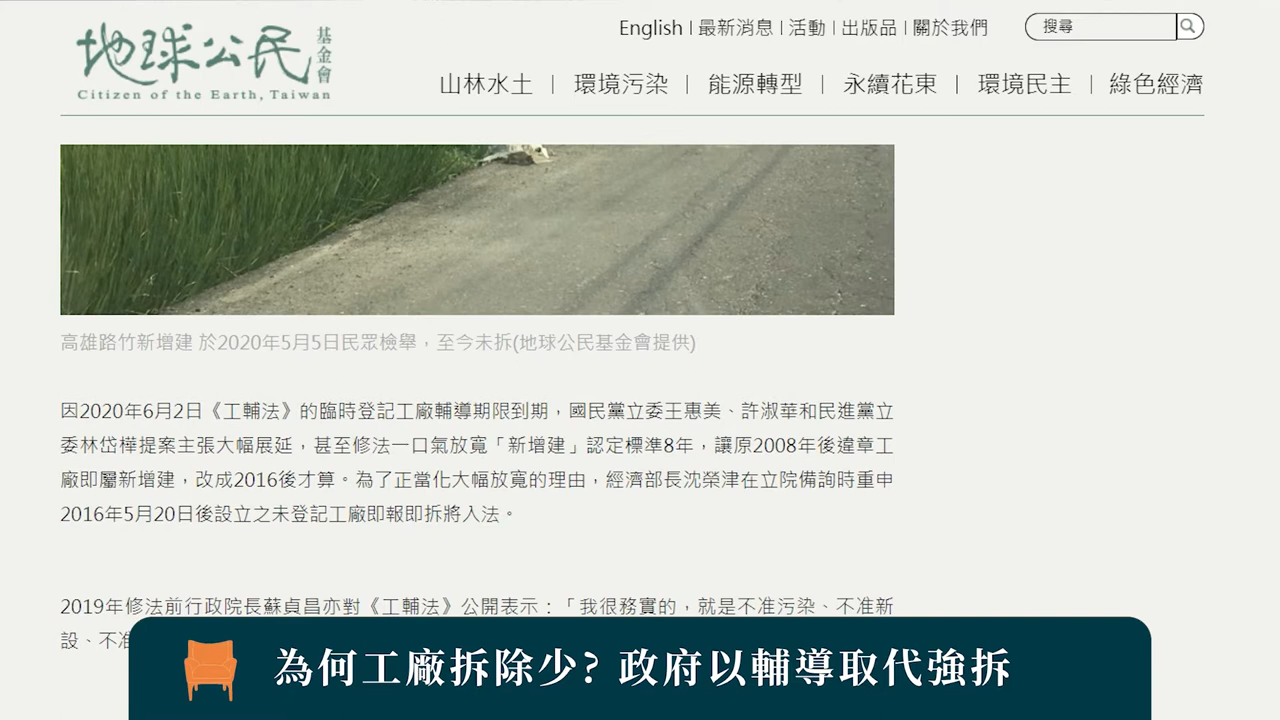 地球公民基金會
Citizen of the Earth, Taiwan
English | 最新消息 | 活動 | 出版品 | 關於我們
搜尋
山林水土 | 環境污染 | 能源轉型 | 永續花東 | 環境民主 | 綠色經濟
高雄路竹新增建 於2020年5月5日民眾檢舉，至今未拆(地球公民基金會提供)
因2020年6月2日《工輔法》的臨時登記工廠輔導期限到期，國民黨立委王惠美、許淑華和民進黨立
委林岱樺提案主張大幅展延，甚至修法一口氣放寬「新增建」認定標準8年，讓原2008年後違章工
廠即屬新增建，改成2016後才算。為了正當化大幅放寬的理由，經濟部長沈榮津在立院備詢時重申
2016年5月20日後設立之未登記工廠即報即拆將入法。
2019年修法前行政院長蘇貞昌亦對《工輔法》公開表示：「我很務實的，就是不准污染、不准新
設、不准
為何工廠拆除少? 政府以輔導取代強拆